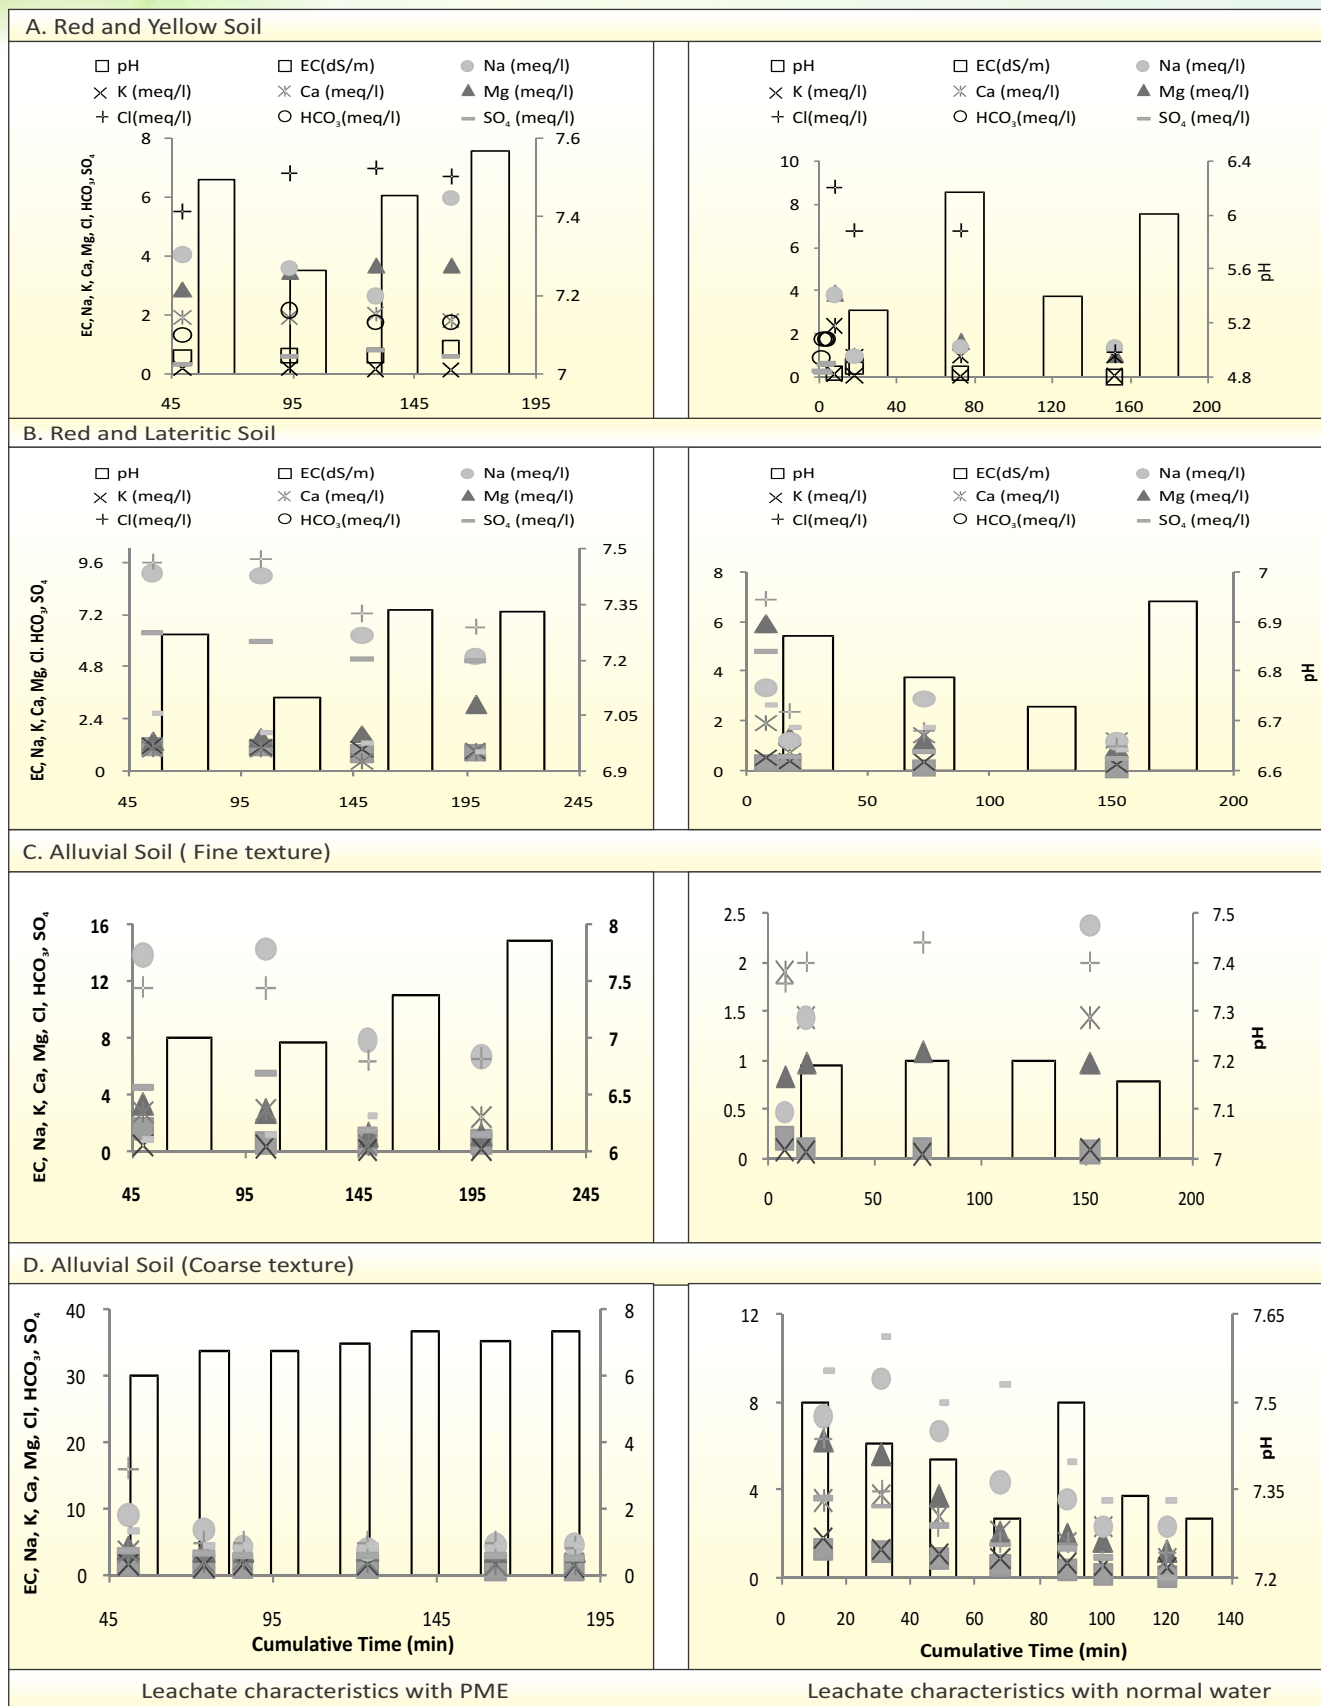 A. Red and Yellow Soil
pH EC(dS/m) Na (meq/l)
K (meq/l) Ca (meq/l) Mg (meq/l)
Cl(meq/l) HCO₃(meq/l) SO₄ (meq/l)
EC, Na, K, Ca, Mg, Cl, HCO₃, SO₄
8
6
4
2
0
7.6
7.4
7.2
7
45 95 145 195
pH EC(dS/m) Na (meq/l)
K (meq/l) Ca (meq/l) Mg (meq/l)
Cl(meq/l) HCO₃(meq/l) SO₄ (meq/l)
10
8
6
4
2
0
6.4
6
5.6
5.2
4.8
pH
0 40 80 120 160 200
B. Red and Lateritic Soil
pH EC(dS/m) Na (meq/l)
K (meq/l) Ca (meq/l) Mg (meq/l)
Cl(meq/l) HCO₃(meq/l) SO₄ (meq/l)
EC, Na, K, Ca, Mg, Cl. HCO₃, SO₄
9.6
7.2
4.8
2.4
0
7.5
7.35
7.2
7.05
6.9
45 95 145 195 245
pH EC(dS/m) Na (meq/l)
K (meq/l) Ca (meq/l) Mg (meq/l)
Cl(meq/l) HCO₃(meq/l) SO₄ (meq/l)
8
6
4
2
0
7
6.9
6.8
6.7
6.6
pH
0 50 100 150 200
C. Alluvial Soil ( Fine texture)
EC, Na, K, Ca, Mg, Cl, HCO₃, SO₄
16
12
8
4
0
8
7.5
7
6.5
6
45 95 145 195 245
2.5
2
1.5
1
0.5
0
7.5
7.4
7.3
7.2
7.1
7
pH
0 50 100 150 200
D. Alluvial Soil (Coarse texture)
EC, Na, K, Ca, Mg, Cl, HCO₃, SO₄
40
30
20
10
0
8
6
4
2
0
45 95 145 195
Cumulative Time (min)
12
8
4
0
7.65
7.5
7.35
7.2
pH
0 20 40 60 80 100 120 140
Cumulative Time (min)
Leachate characteristics with PME
Leachate characteristics with normal water